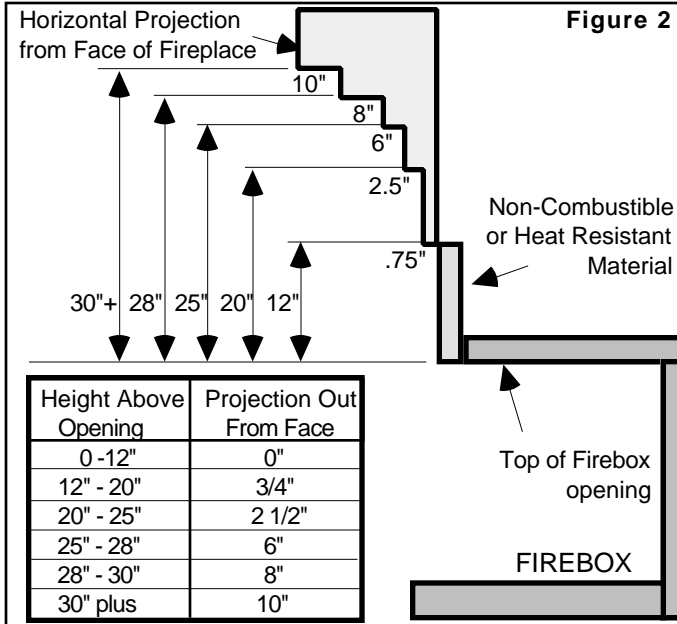 Horizontal Projection
from Face of Fireplace
Figure 2
10"
8"
6"
2.5"
.75"
Non-Combustible
or Heat Resistant
Material
30"+ 28" 25" 20" 12"
Height Above Opening
Projection Out From Face
0 -12" 0"
12" - 20" 3/4"
20" - 25" 2 1/2"
25" - 28" 6"
28" - 30" 8"
30" plus 10"
Top of Firebox
opening
FIREBOX